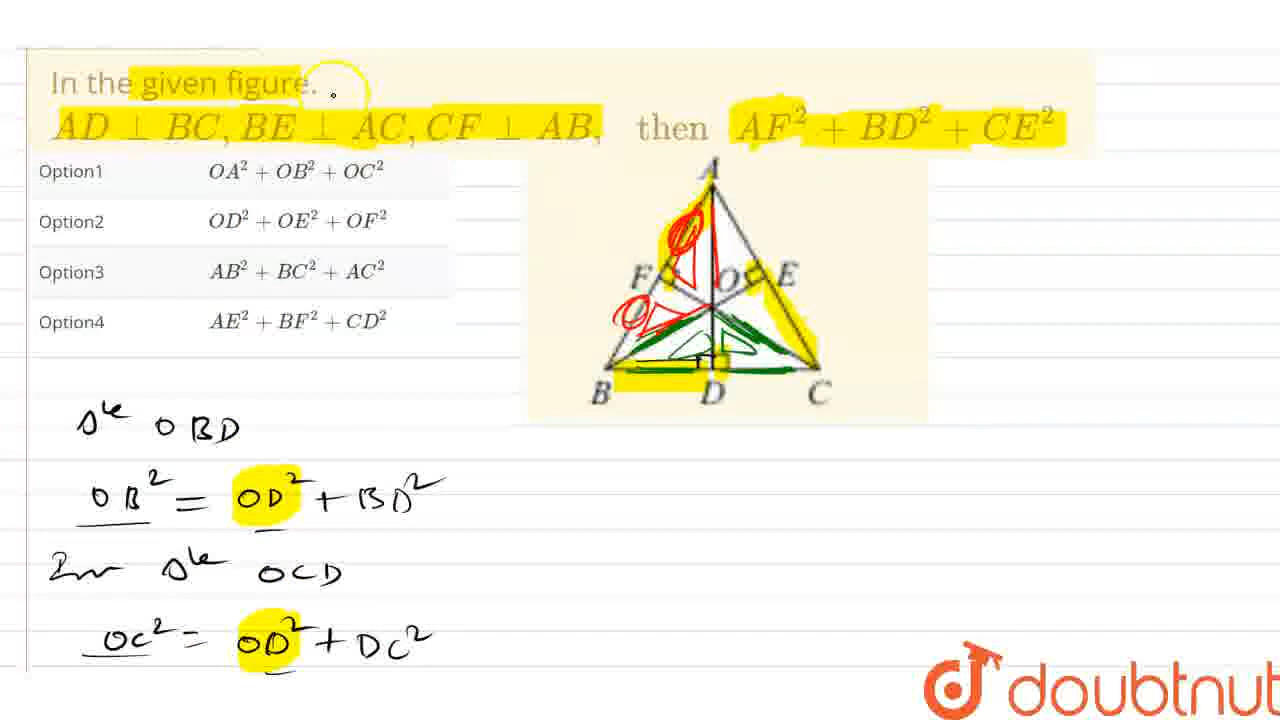 In the given figure.
AD ⊥ BC, BE ⊥ AC, CF ⊥ AB, then AF² + BD² + CE²
Option1 OA² + OB² + OC²
Option2 OD² + OE² + OF²
Option3 AB² + BC² + AC²
Option4 AE² + BF² + CD²
A
F O E
B D C
Δle OBD
OB² = OD² + BD²
In Δle OCD
OC² = OD² + DC²
doubtnut